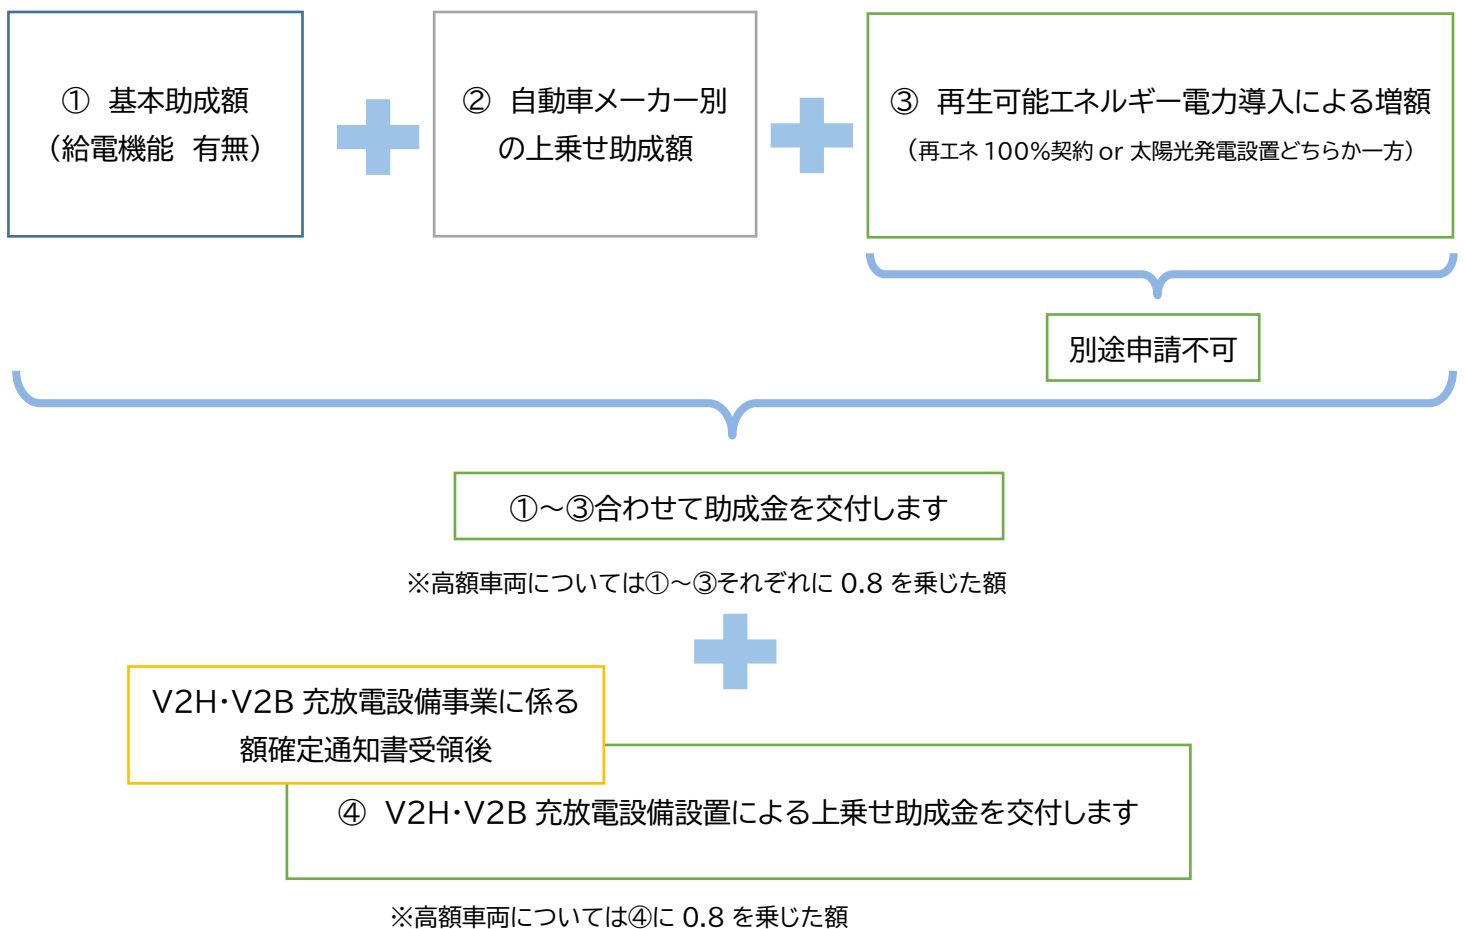 ① 基本助成額
（給電機能 有無）
② 自動車メーカー別
の上乗せ助成額
③ 再生可能エネルギー電力導入による増額
（再エネ 100%契約 or 太陽光発電設置どちらか一方）
別途申請不可
①～③合わせて助成金を交付します
※高額車両については①～③それぞれに 0.8 を乗じた額
V2H・V2B 充放電設備事業に係る
額確定通知書受領後
④ V2H・V2B 充放電設備設置による上乗せ助成金を交付します
※高額車両については④に 0.8 を乗じた額